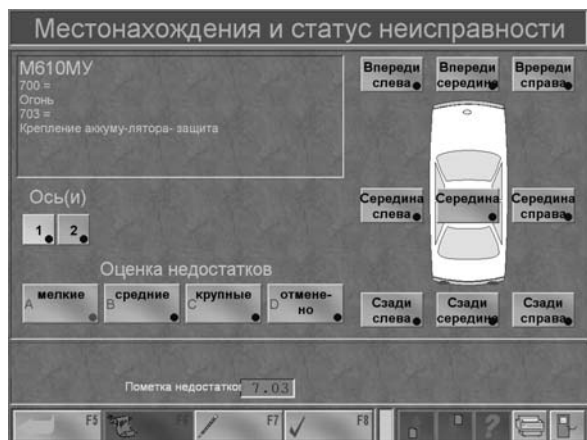 Местонахождения и статус неисправности
М610МУ
700 =
Огонь
703 =
Крепление аккуму-лятора- защита
Впереди слева
Впереди середина
Вререди справа
Ось(и)
1 2
Середина слева
Середина
Середина справа
Оценка недостатков
A мелкие
B средние
C крупные
D отмене-но
Сзади слева
Сзади середина
Сзади справа
Пометка недостатков 7.03
F5 F6 F7 F8